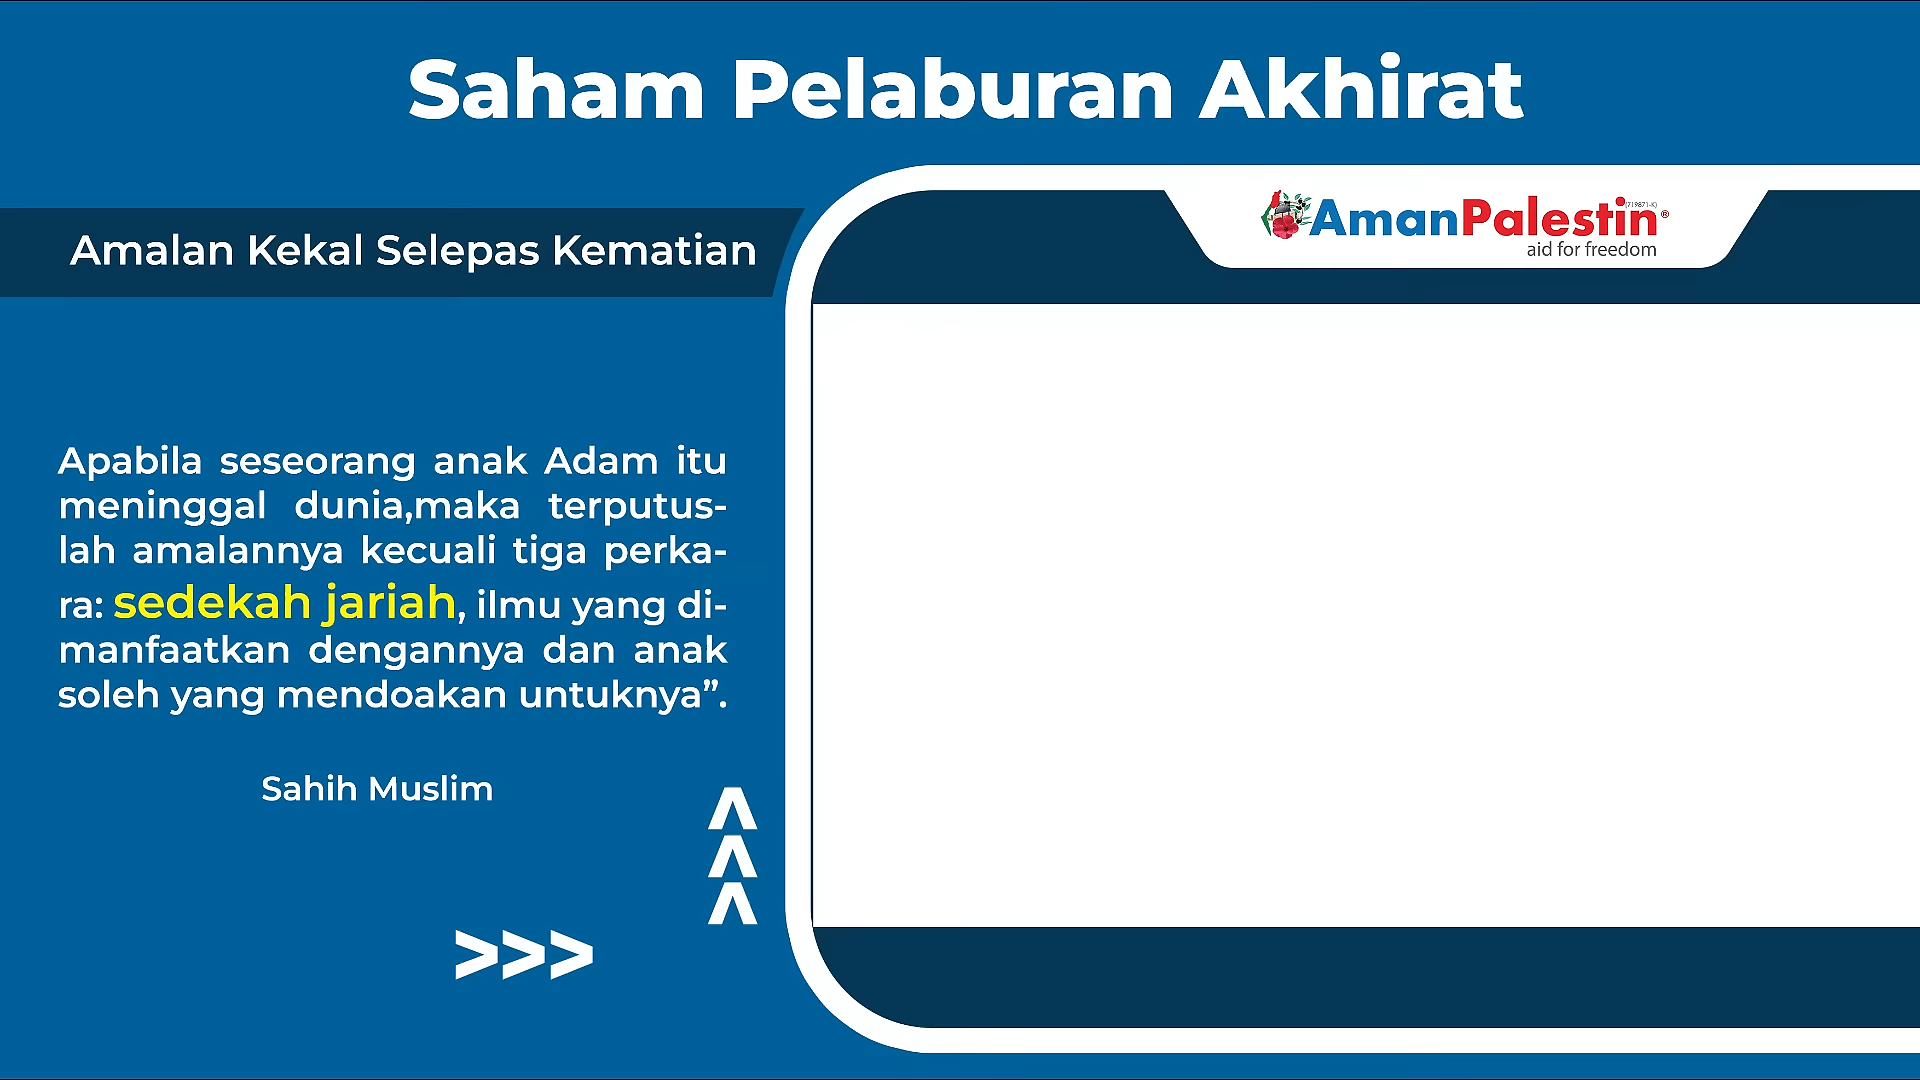 Saham Pelaburan Akhirat
Amalan Kekal Selepas Kematian
AmanPalestin®
(719871-K)
aid for freedom
Apabila seseorang anak Adam itu
meninggal dunia,maka terputus-
lah amalannya kecuali tiga perka-
ra: sedekah jariah, ilmu yang di-
manfaatkan dengannya dan anak
soleh yang mendoakan untuknya”.
Sahih Muslim